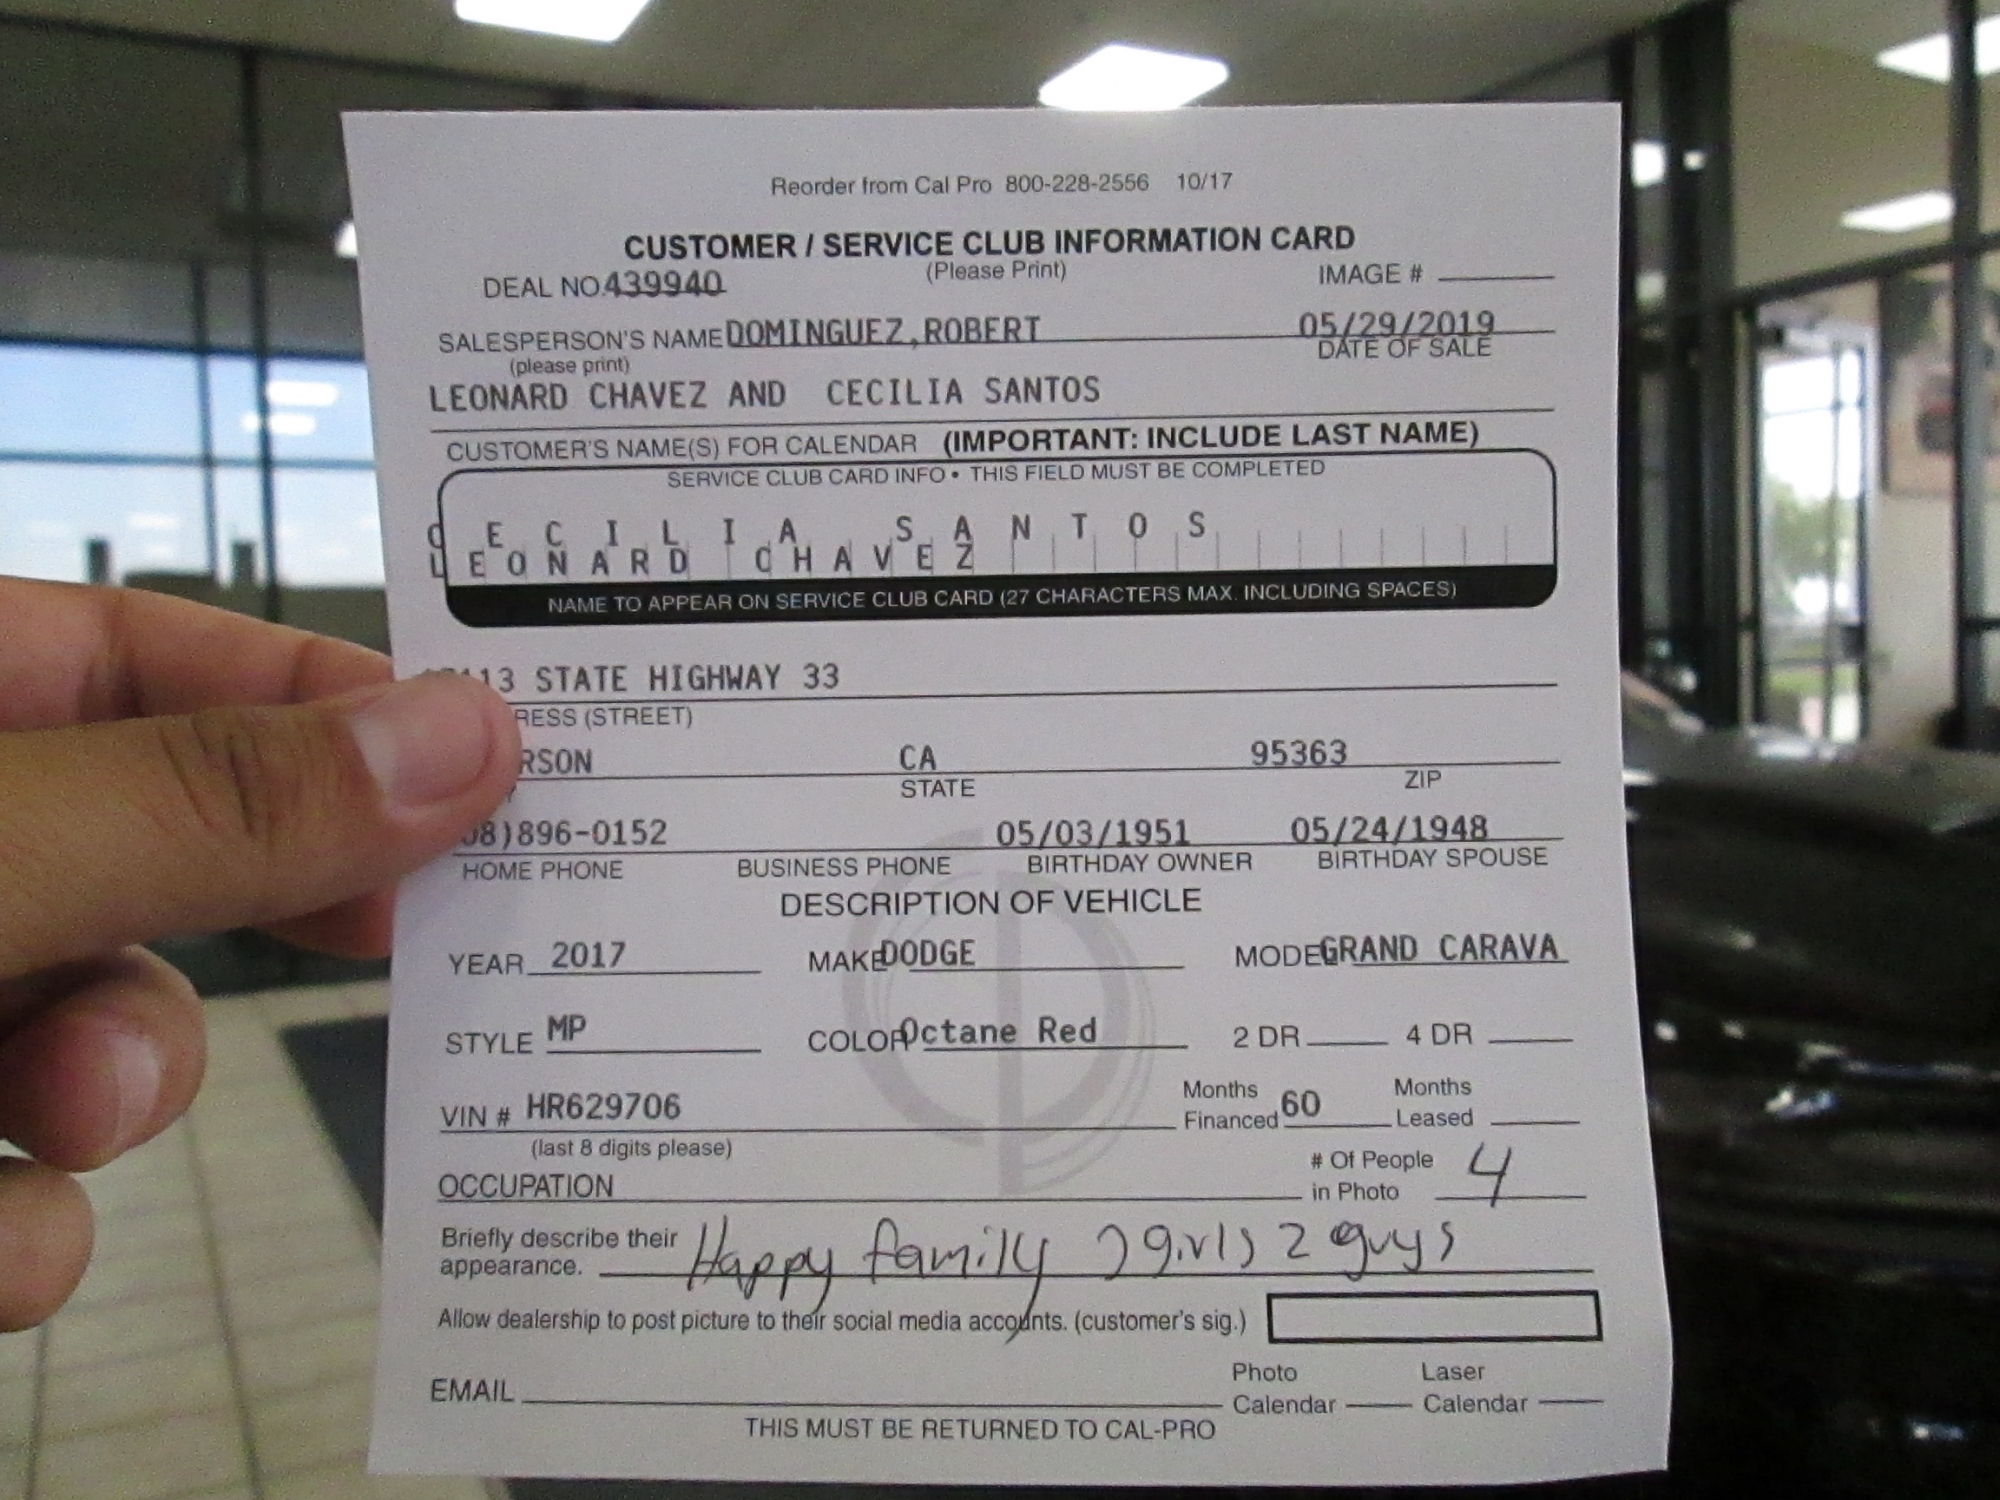 Reorder from Cal Pro 800-228-2556 10/17
CUSTOMER / SERVICE CLUB INFORMATION CARD
(Please Print)
DEAL NO. 439940 IMAGE #
SALESPERSON'S NAME DOMINGUEZ,ROBERT 05/29/2019
(please print) DATE OF SALE
LEONARD CHAVEZ AND CECILIA SANTOS
CUSTOMER'S NAME(S) FOR CALENDAR (IMPORTANT: INCLUDE LAST NAME)
SERVICE CLUB CARD INFO • THIS FIELD MUST BE COMPLETED
CECILIA SANTOS
LEONARD CHAVEZ
NAME TO APPEAR ON SERVICE CLUB CARD (27 CHARACTERS MAX. INCLUDING SPACES)
STATE HIGHWAY 33
(STREET)
CA 95363
STATE ZIP
896-0152 05/03/1951 05/24/1948
HOME PHONE BUSINESS PHONE BIRTHDAY OWNER BIRTHDAY SPOUSE
DESCRIPTION OF VEHICLE
YEAR 2017 MAKE DODGE MODEL GRAND CARAVA
STYLE MP COLOR Octane Red 2 DR 4 DR
VIN # HR629706 Months Financed 60 Months Leased
(last 8 digits please)
OCCUPATION # Of People in Photo 4
Briefly describe their appearance. Happy family 2 girls 2 guys
Allow dealership to post picture to their social media accounts. (customer's sig.)
EMAIL Photo Calendar Laser Calendar
THIS MUST BE RETURNED TO CAL-PRO